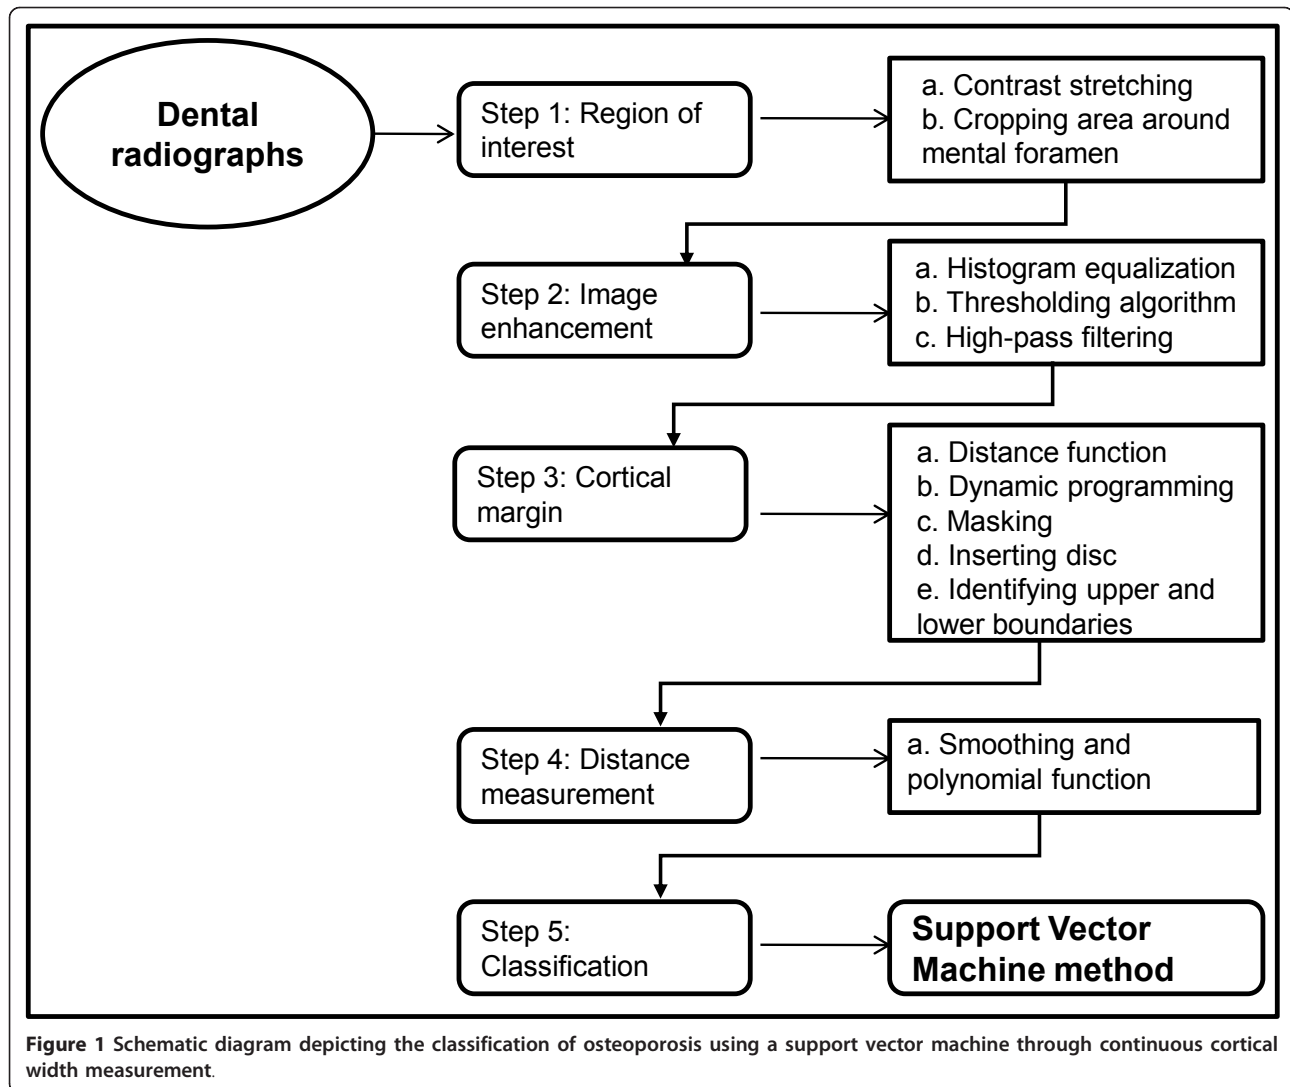 Dental
radiographs
Step 1: Region of
interest
a. Contrast stretching
b. Cropping area around
mental foramen
Step 2: Image
enhancement
a. Histogram equalization
b. Thresholding algorithm
c. High-pass filtering
Step 3: Cortical
margin
a. Distance function
b. Dynamic programming
c. Masking
d. Inserting disc
e. Identifying upper and
lower boundaries
Step 4: Distance
measurement
a. Smoothing and
polynomial function
Step 5:
Classification
Support Vector
Machine method
Figure 1 Schematic diagram depicting the classification of osteoporosis using a support vector machine through continuous cortical
width measurement.